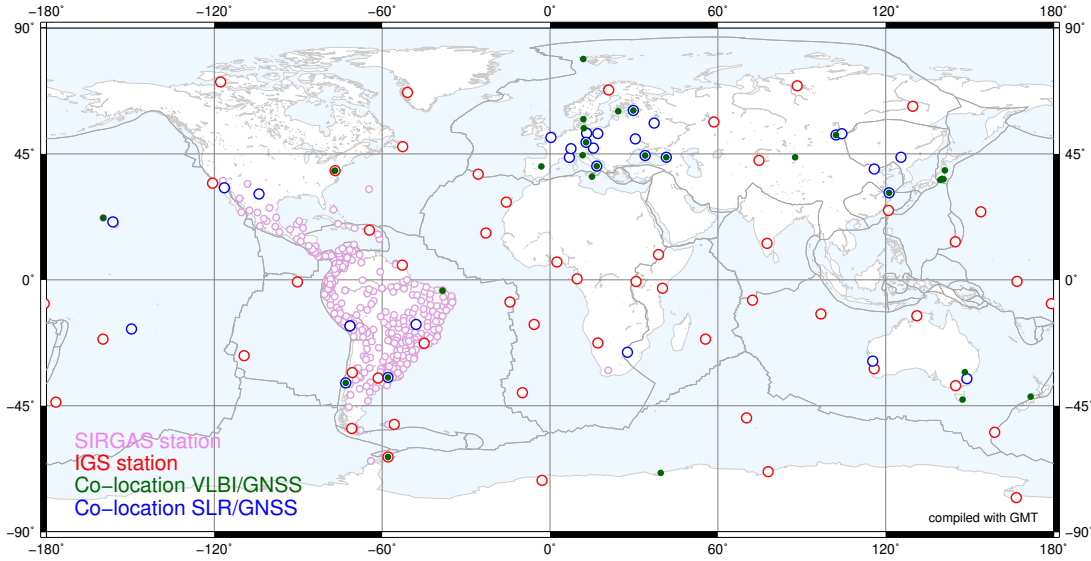 −180° −120° −60° 0° 60° 120° 180°
90° 90°
45° 45°
0° 0°
−45° −45°
SIRGAS station
IGS station
Co−location VLBI/GNSS
Co−location SLR/GNSS
compiled with GMT
−90° −90°
−180° −120° −60° 0° 60° 120° 180°